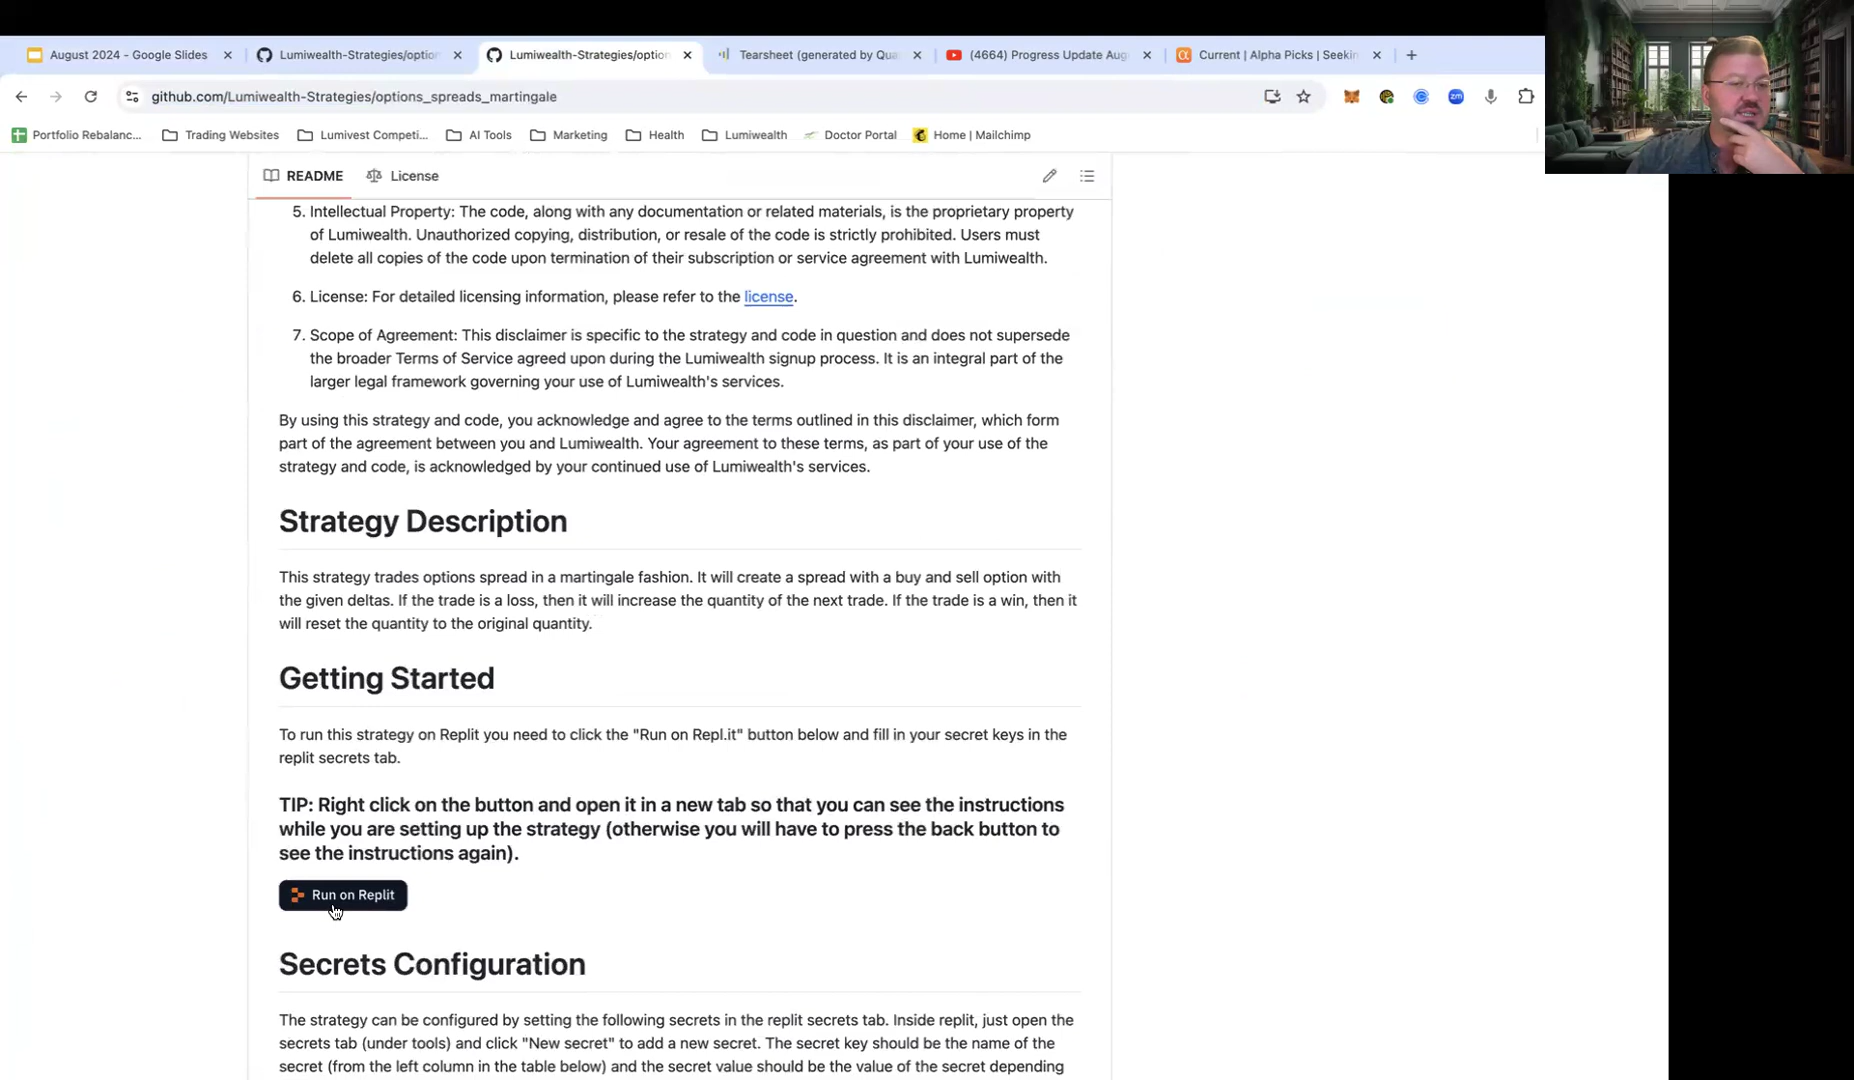 August 2024 - Google Slides
Lumiwealth-Strategies/option
Lumiwealth-Strategies/option
Tearsheet (generated by Qua
(4664) Progress Update Aug
Current | Alpha Picks | Seekin
github.com/Lumiwealth-Strategies/options_spreads_martingale
Portfolio Rebalanc...
Trading Websites
Lumivest Competi...
AI Tools
Marketing
Health
Lumiwealth
Doctor Portal
Home | Mailchimp
README
License
5. Intellectual Property: The code, along with any documentation or related materials, is the proprietary property
of Lumiwealth. Unauthorized copying, distribution, or resale of the code is strictly prohibited. Users must
delete all copies of the code upon termination of their subscription or service agreement with Lumiwealth.
6. License: For detailed licensing information, please refer to the license.
7. Scope of Agreement: This disclaimer is specific to the strategy and code in question and does not supersede
the broader Terms of Service agreed upon during the Lumiwealth signup process. It is an integral part of the
larger legal framework governing your use of Lumiwealth's services.
By using this strategy and code, you acknowledge and agree to the terms outlined in this disclaimer, which form
part of the agreement between you and Lumiwealth. Your agreement to these terms, as part of your use of the
strategy and code, is acknowledged by your continued use of Lumiwealth's services.
Strategy Description
This strategy trades options spread in a martingale fashion. It will create a spread with a buy and sell option with
the given deltas. If the trade is a loss, then it will increase the quantity of the next trade. If the trade is a win, then it
will reset the quantity to the original quantity.
Getting Started
To run this strategy on Replit you need to click the "Run on Repl.it" button below and fill in your secret keys in the
replit secrets tab.
TIP: Right click on the button and open it in a new tab so that you can see the instructions
while you are setting up the strategy (otherwise you will have to press the back button to
see the instructions again).
Run on Replit
Secrets Configuration
The strategy can be configured by setting the following secrets in the replit secrets tab. Inside replit, just open the
secrets tab (under tools) and click "New secret" to add a new secret. The secret key should be the name of the
secret (from the left column in the table below) and the secret value should be the value of the secret depending